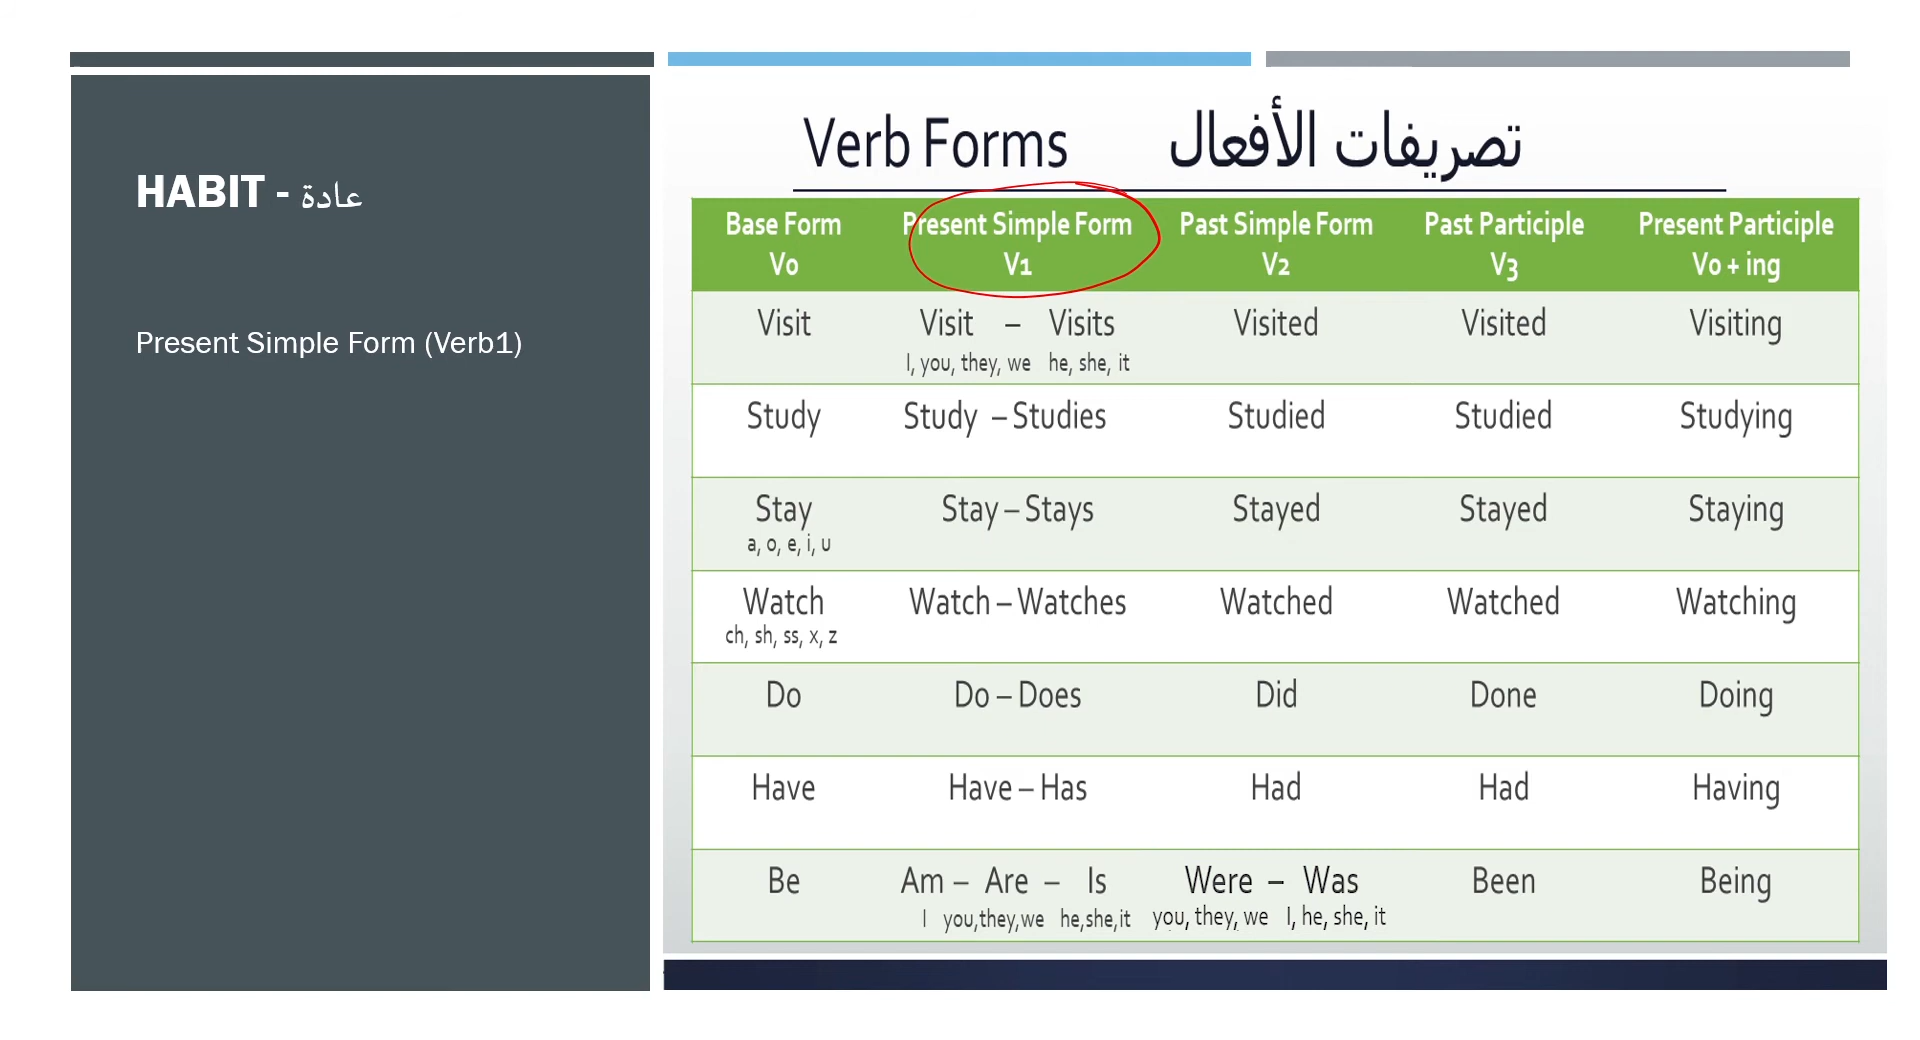 HABIT - عادة
Present Simple Form (Verb1)
Verb Forms تصريفات الأفعال
Base Form Present Simple Form Past Simple Form Past Participle Present Participle
V0 V1 V2 V3 V0 + ing
Visit Visit – Visits Visited Visited Visiting
I, you, they, we he, she, it
Study Study – Studies Studied Studied Studying
Stay Stay – Stays Stayed Stayed Staying
a, o, e, i, u
Watch Watch – Watches Watched Watched Watching
ch, sh, ss, x, z
Do Do – Does Did Done Doing
Have Have – Has Had Had Having
Be Am – Are – Is Were – Was Been Being
I you,they,we he,she,it you, they, we I, he, she, it